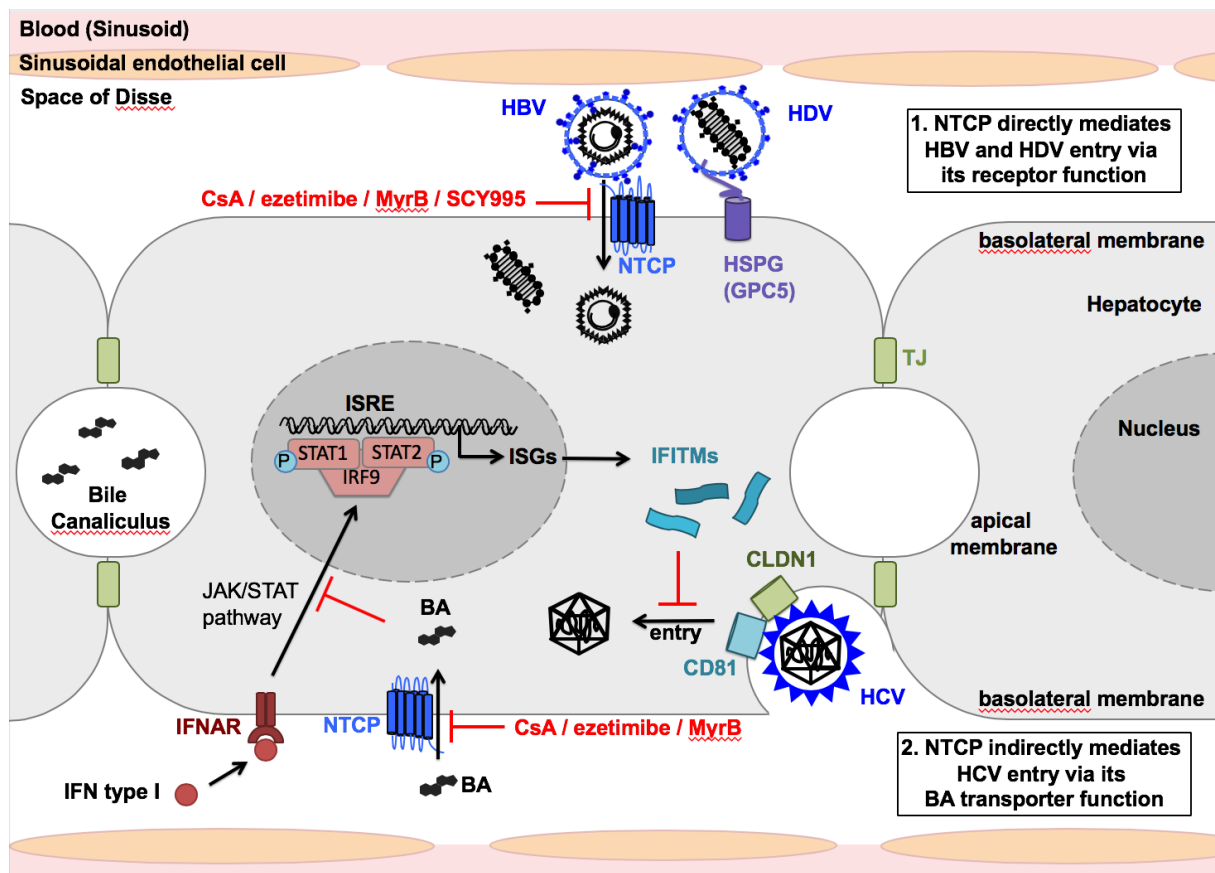 Blood (Sinusoid)
Sinusoidal endothelial cell
Space of Disse
HBV
HDV
1. NTCP directly mediates
HBV and HDV entry via
its receptor function
CsA / ezetimibe / MyrB / SCY995
NTCP
HSPG
(GPC5)
basolateral membrane
Hepatocyte
TJ
ISRE
STAT1
STAT2
P
P
IRF9
ISGs
IFITMs
Nucleus
Bile
Canaliculus
apical
membrane
CLDN1
JAK/STAT
pathway
BA
entry
CD81
HCV
basolateral membrane
IFNAR
NTCP
CsA / ezetimibe / MyrB
IFN type I
BA
2. NTCP indirectly mediates
HCV entry via its
BA transporter function